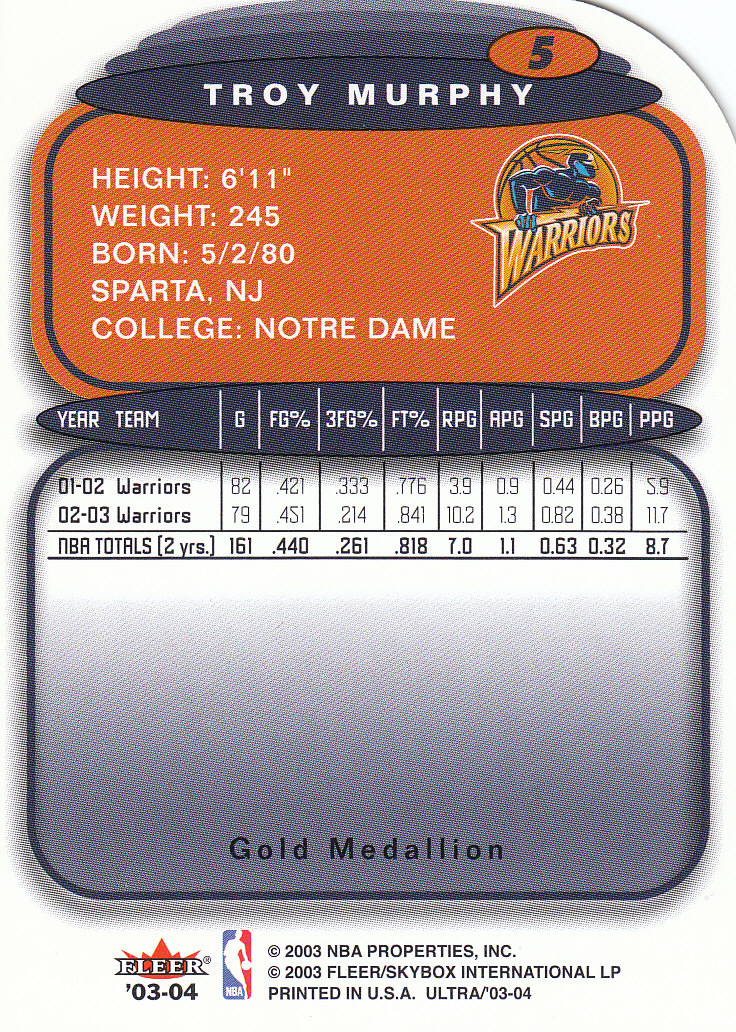 5
TROY MURPHY
HEIGHT: 6'11"
WEIGHT: 245
BORN: 5/2/80
SPARTA, NJ
COLLEGE: NOTRE DAME
WARRIORS
YEAR TEAM G FG% 3FG% FT% RPG APG SPG BPG PPG
01-02 Warriors 82 .421 .333 .776 3.9 0.9 0.44 0.26 5.9
02-03 Warriors 79 .451 .214 .841 10.2 1.3 0.82 0.38 11.7
NBA TOTALS (2 yrs.) 161 .440 .261 .818 7.0 1.1 0.63 0.32 8.7
Gold Medallion
FLEER®
'03-04
NBA
© 2003 NBA PROPERTIES, INC.
© 2003 FLEER/SKYBOX INTERNATIONAL LP
PRINTED IN U.S.A. ULTRA/'03-04